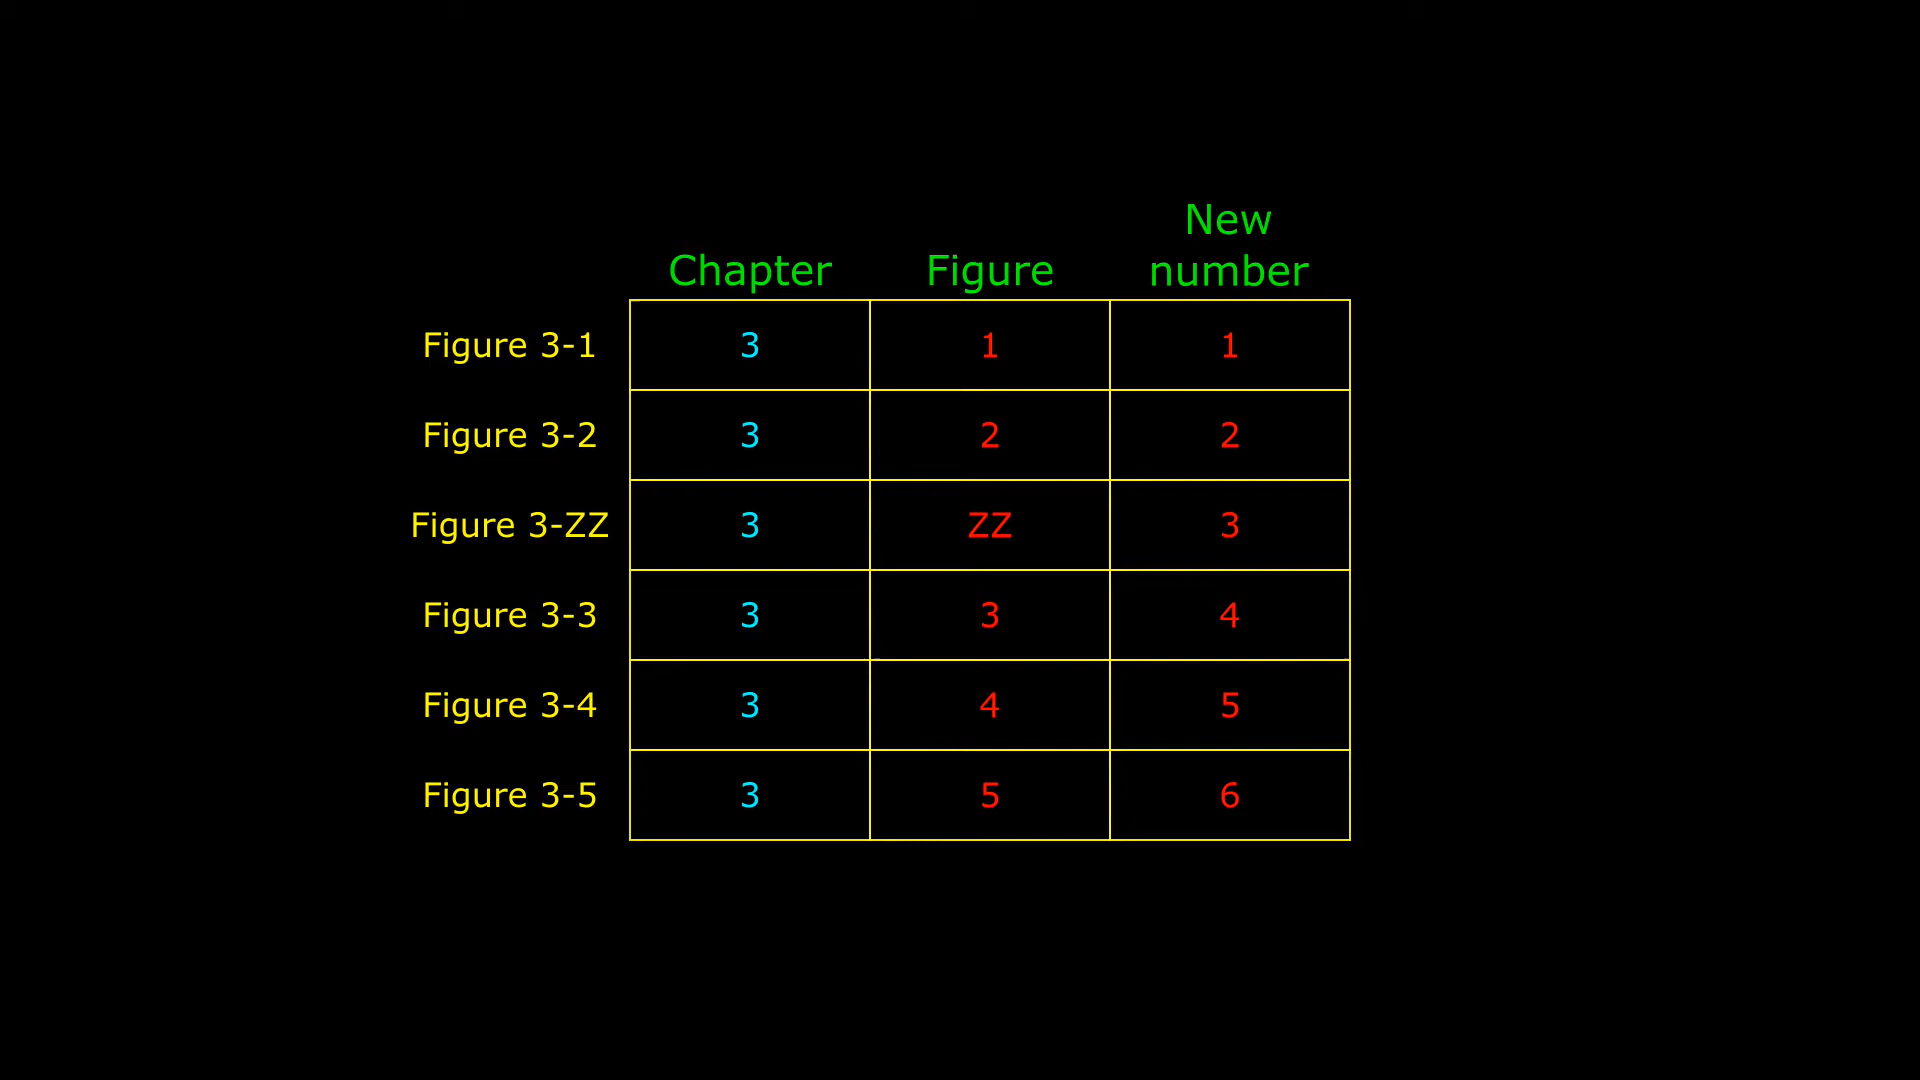 New
Chapter Figure number
Figure 3-1 3 1 1
Figure 3-2 3 2 2
Figure 3-ZZ 3 ZZ 3
Figure 3-3 3 3 4
Figure 3-4 3 4 5
Figure 3-5 3 5 6